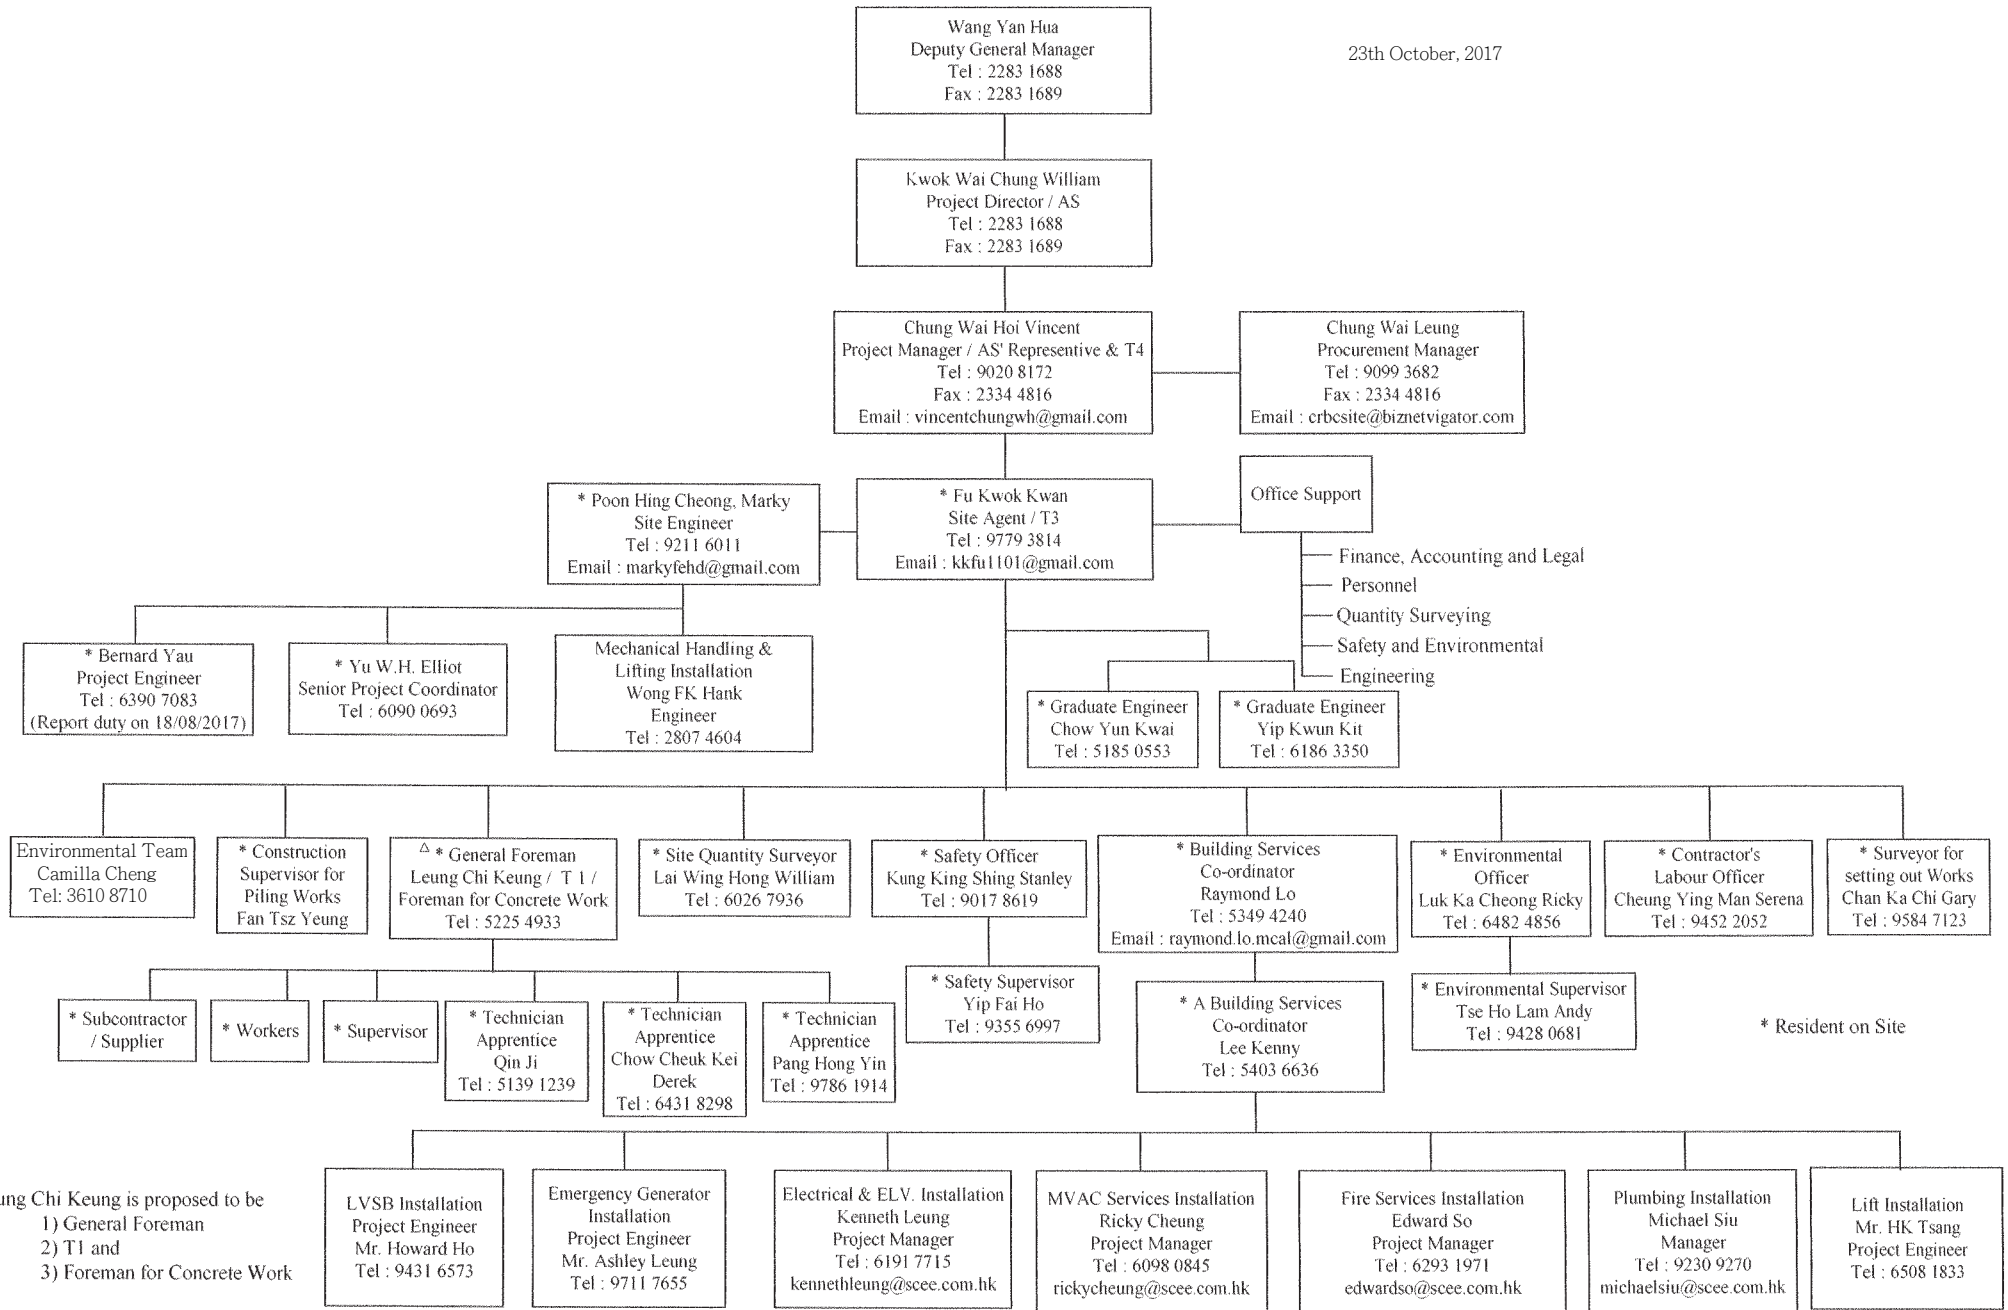 Wang Yan Hua
Deputy General Manager
Tel : 2283 1688
Fax : 2283 1689
23th October, 2017
Kwok Wai Chung William
Project Director / AS
Tel : 2283 1688
Fax : 2283 1689
Chung Wai Hoi Vincent
Project Manager / AS' Representive & T4
Tel : 9020 8172
Fax : 2334 4816
Email : vincentchungwh@gmail.com
Chung Wai Leung
Procurement Manager
Tel : 9099 3682
Fax : 2334 4816
Email : crbcsite@biznetvigator.com
* Poon Hing Cheong, Marky
Site Engineer
Tel : 9211 6011
Email : markyfehd@gmail.com
* Fu Kwok Kwan
Site Agent / T3
Tel : 9779 3814
Email : kkfu1101@gmail.com
Office Support
Finance, Accounting and Legal
Personnel
Quantity Surveying
Safety and Environmental
Engineering
* Bernard Yau
Project Engineer
Tel : 6390 7083
(Report duty on 18/08/2017)
* Yu W.H. Elliot
Senior Project Coordinator
Tel : 6090 0693
Mechanical Handling &
Lifting Installation
Wong FK Hank
Engineer
Tel : 2807 4604
* Graduate Engineer
Chow Yun Kwai
Tel : 5185 0553
* Graduate Engineer
Yip Kwun Kit
Tel : 6186 3350
Environmental Team
Camilla Cheng
Tel: 3610 8710
* Construction
Supervisor for
Piling Works
Fan Tsz Yeung
△ * General Foreman
Leung Chi Keung / T 1 /
Foreman for Concrete Work
Tel : 5225 4933
* Site Quantity Surveyor
Lai Wing Hong William
Tel : 6026 7936
* Safety Officer
Kung King Shing Stanley
Tel : 9017 8619
* Building Services
Co-ordinator
Raymond Lo
Tel : 5349 4240
Email : raymond.lo.mcal@gmail.com
* Environmental
Officer
Luk Ka Cheong Ricky
Tel : 6482 4856
* Contractor's
Labour Officer
Cheung Ying Man Serena
Tel : 9452 2052
* Surveyor for
setting out Works
Chan Ka Chi Gary
Tel : 9584 7123
* Subcontractor
/ Supplier
* Workers
* Supervisor
* Technician
Apprentice
Qin Ji
Tel : 5139 1239
* Technician
Apprentice
Chow Cheuk Kei
Derek
Tel : 6431 8298
* Technician
Apprentice
Pang Hong Yin
Tel : 9786 1914
* Safety Supervisor
Yip Fai Ho
Tel : 9355 6997
* A Building Services
Co-ordinator
Lee Kenny
Tel : 5403 6636
* Environmental Supervisor
Tse Ho Lam Andy
Tel : 9428 0681
* Resident on Site
ung Chi Keung is proposed to be
1) General Foreman
2) T1 and
3) Foreman for Concrete Work
LVSB Installation
Project Engineer
Mr. Howard Ho
Tel : 9431 6573
Emergency Generator
Installation
Project Engineer
Mr. Ashley Leung
Tel : 9711 7655
Electrical & ELV. Installation
Kenneth Leung
Project Manager
Tel : 6191 7715
kennethleung@scee.com.hk
MVAC Services Installation
Ricky Cheung
Project Manager
Tel : 6098 0845
rickycheung@scee.com.hk
Fire Services Installation
Edward So
Project Manager
Tel : 6293 1971
edwardso@scee.com.hk
Plumbing Installation
Michael Siu
Manager
Tel : 9230 9270
michaelsiu@scee.com.hk
Lift Installation
Mr. HK Tsang
Project Engineer
Tel : 6508 1833